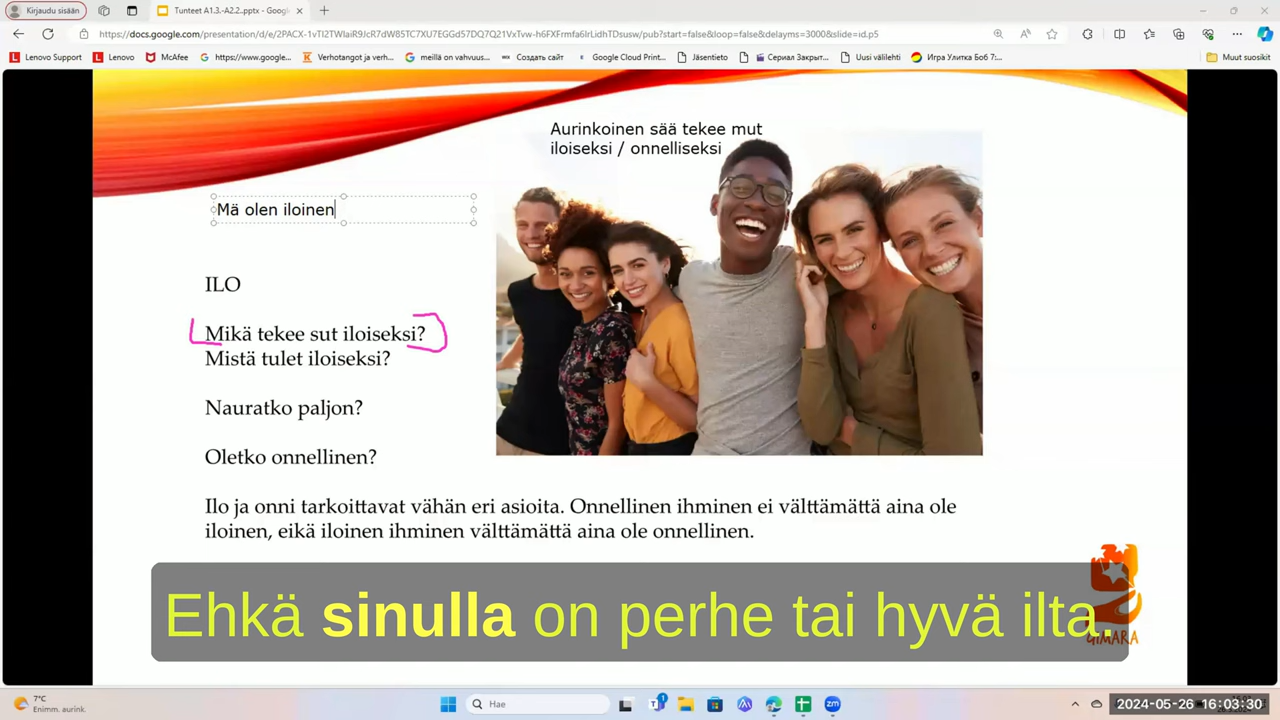 Kirjaudu sisään
Tunteet A1.3.-A2.2..pptx - Googl
https://docs.google.com/presentation/d/e/2PACX-1vTi2TWlaiR9JcR7dW85TC7XU7EGGd57DQ7Q21VxTvw-h6FXFrmfa6lrLidhTDsusw/pub?start=false&loop=false&delayms=3000&slide=id.p5
Lenovo Support
Lenovo
McAfee
https://www.google...
Verhotangot ja verh...
meillä on vahvuus...
Создать сайт
Google Cloud Print...
Jäsentieto
Сериал Закрыт...
Uusi välilehti
Игра Улитка Боб 7:...
Muut suosikit
Aurinkoinen sää tekee mut
iloiseksi / onnelliseksi
Mä olen iloinen
ILO
Mikä tekee sut iloiseksi?
Mistä tulet iloiseksi?
Nauratko paljon?
Oletko onnellinen?
Ilo ja onni tarkoittavat vähän eri asioita. Onnellinen ihminen ei välttämättä aina ole
iloinen, eikä iloinen ihminen välttämättä aina ole onnellinen.
Ehkä sinulla on perhe tai hyvä ilta.
GIMARA
7°C
Enimm. aurink.
Hae
2024-05-26 16:03:30